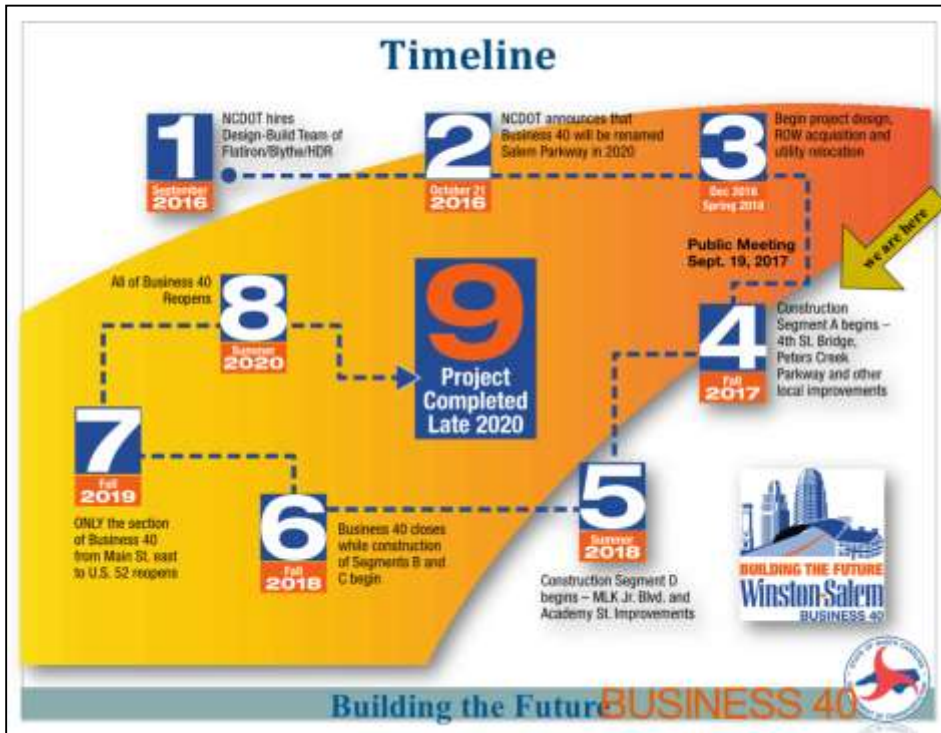 Timeline
1
September
2016
NCDOT hires
Design-Build Team of
Flatiron/Blythe/HDR
2
October 21
2016
NCDOT announces that
Business 40 will be renamed
Salem Parkway in 2020
3
Dec 2016
Spring 2018
Begin project design,
ROW acquisition and
utility relocation
we are here
Public Meeting
Sept. 19, 2017
4
Fall
2017
Construction
Segment A begins –
4th St. Bridge,
Peters Creek
Parkway and other
local improvements
5
Summer
2018
Construction Segment D
begins – MLK Jr. Blvd. and
Academy St. Improvements
6
Fall
2018
Business 40 closes
while construction
of Segments B and
C begin
7
Fall
2019
ONLY the section
of Business 40
from Main St. east
to U.S. 52 reopens
8
Summer
2020
All of Business 40
Reopens
9
Project
Completed
Late 2020
BUILDING THE FUTURE
Winston-Salem
BUSINESS 40
Building the Future BUSINESS 40